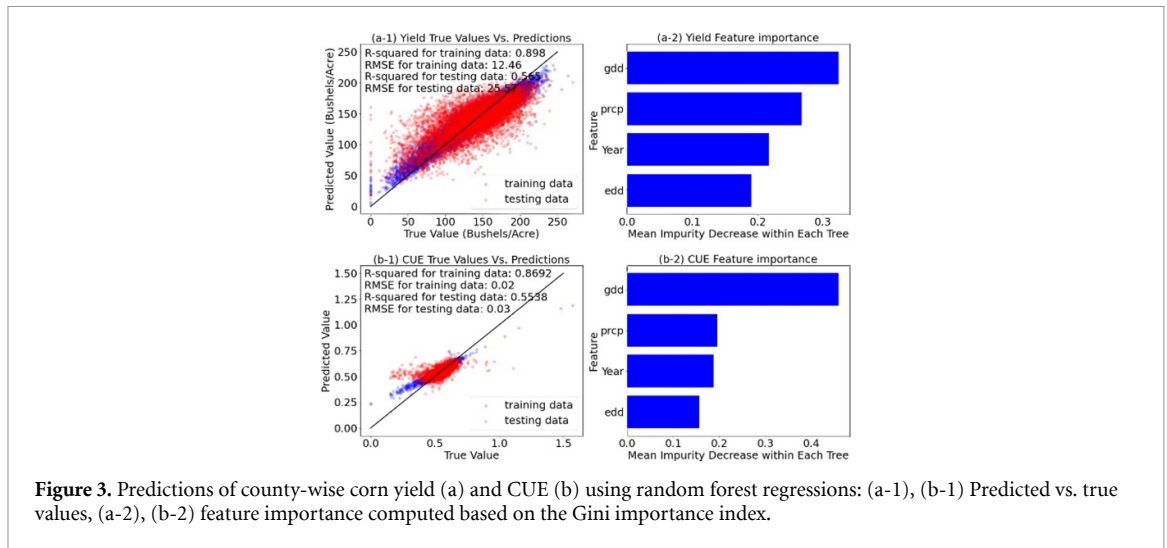 (a-1) Yield True Values Vs. Predictions
R-squared for training data: 0.898
RMSE for training data: 12.46
R-squared for testing data: 0.565
RMSE for testing data: 25.57
250
200
150
100
50
0
Predicted Value (Bushels/Acre)
training data
testing data
0 50 100 150 200 250
True Value (Bushels/Acre)
(a-2) Yield Feature importance
gdd
prcp
Year
edd
Feature
0.0 0.1 0.2 0.3
Mean Impurity Decrease within Each Tree
(b-1) CUE True Values Vs. Predictions
R-squared for training data: 0.8692
RMSE for training data: 0.02
R-squared for testing data: 0.5538
RMSE for testing data: 0.03
1.50
1.25
1.00
0.75
0.50
0.25
0.00
Predicted Value
training data
testing data
0.0 0.5 1.0 1.5
True Value
(b-2) CUE Feature importance
gdd
prcp
Year
edd
Feature
0.0 0.1 0.2 0.3 0.4
Mean Impurity Decrease within Each Tree
Figure 3. Predictions of county-wise corn yield (a) and CUE (b) using random forest regressions: (a-1), (b-1) Predicted vs. true
values, (a-2), (b-2) feature importance computed based on the Gini importance index.